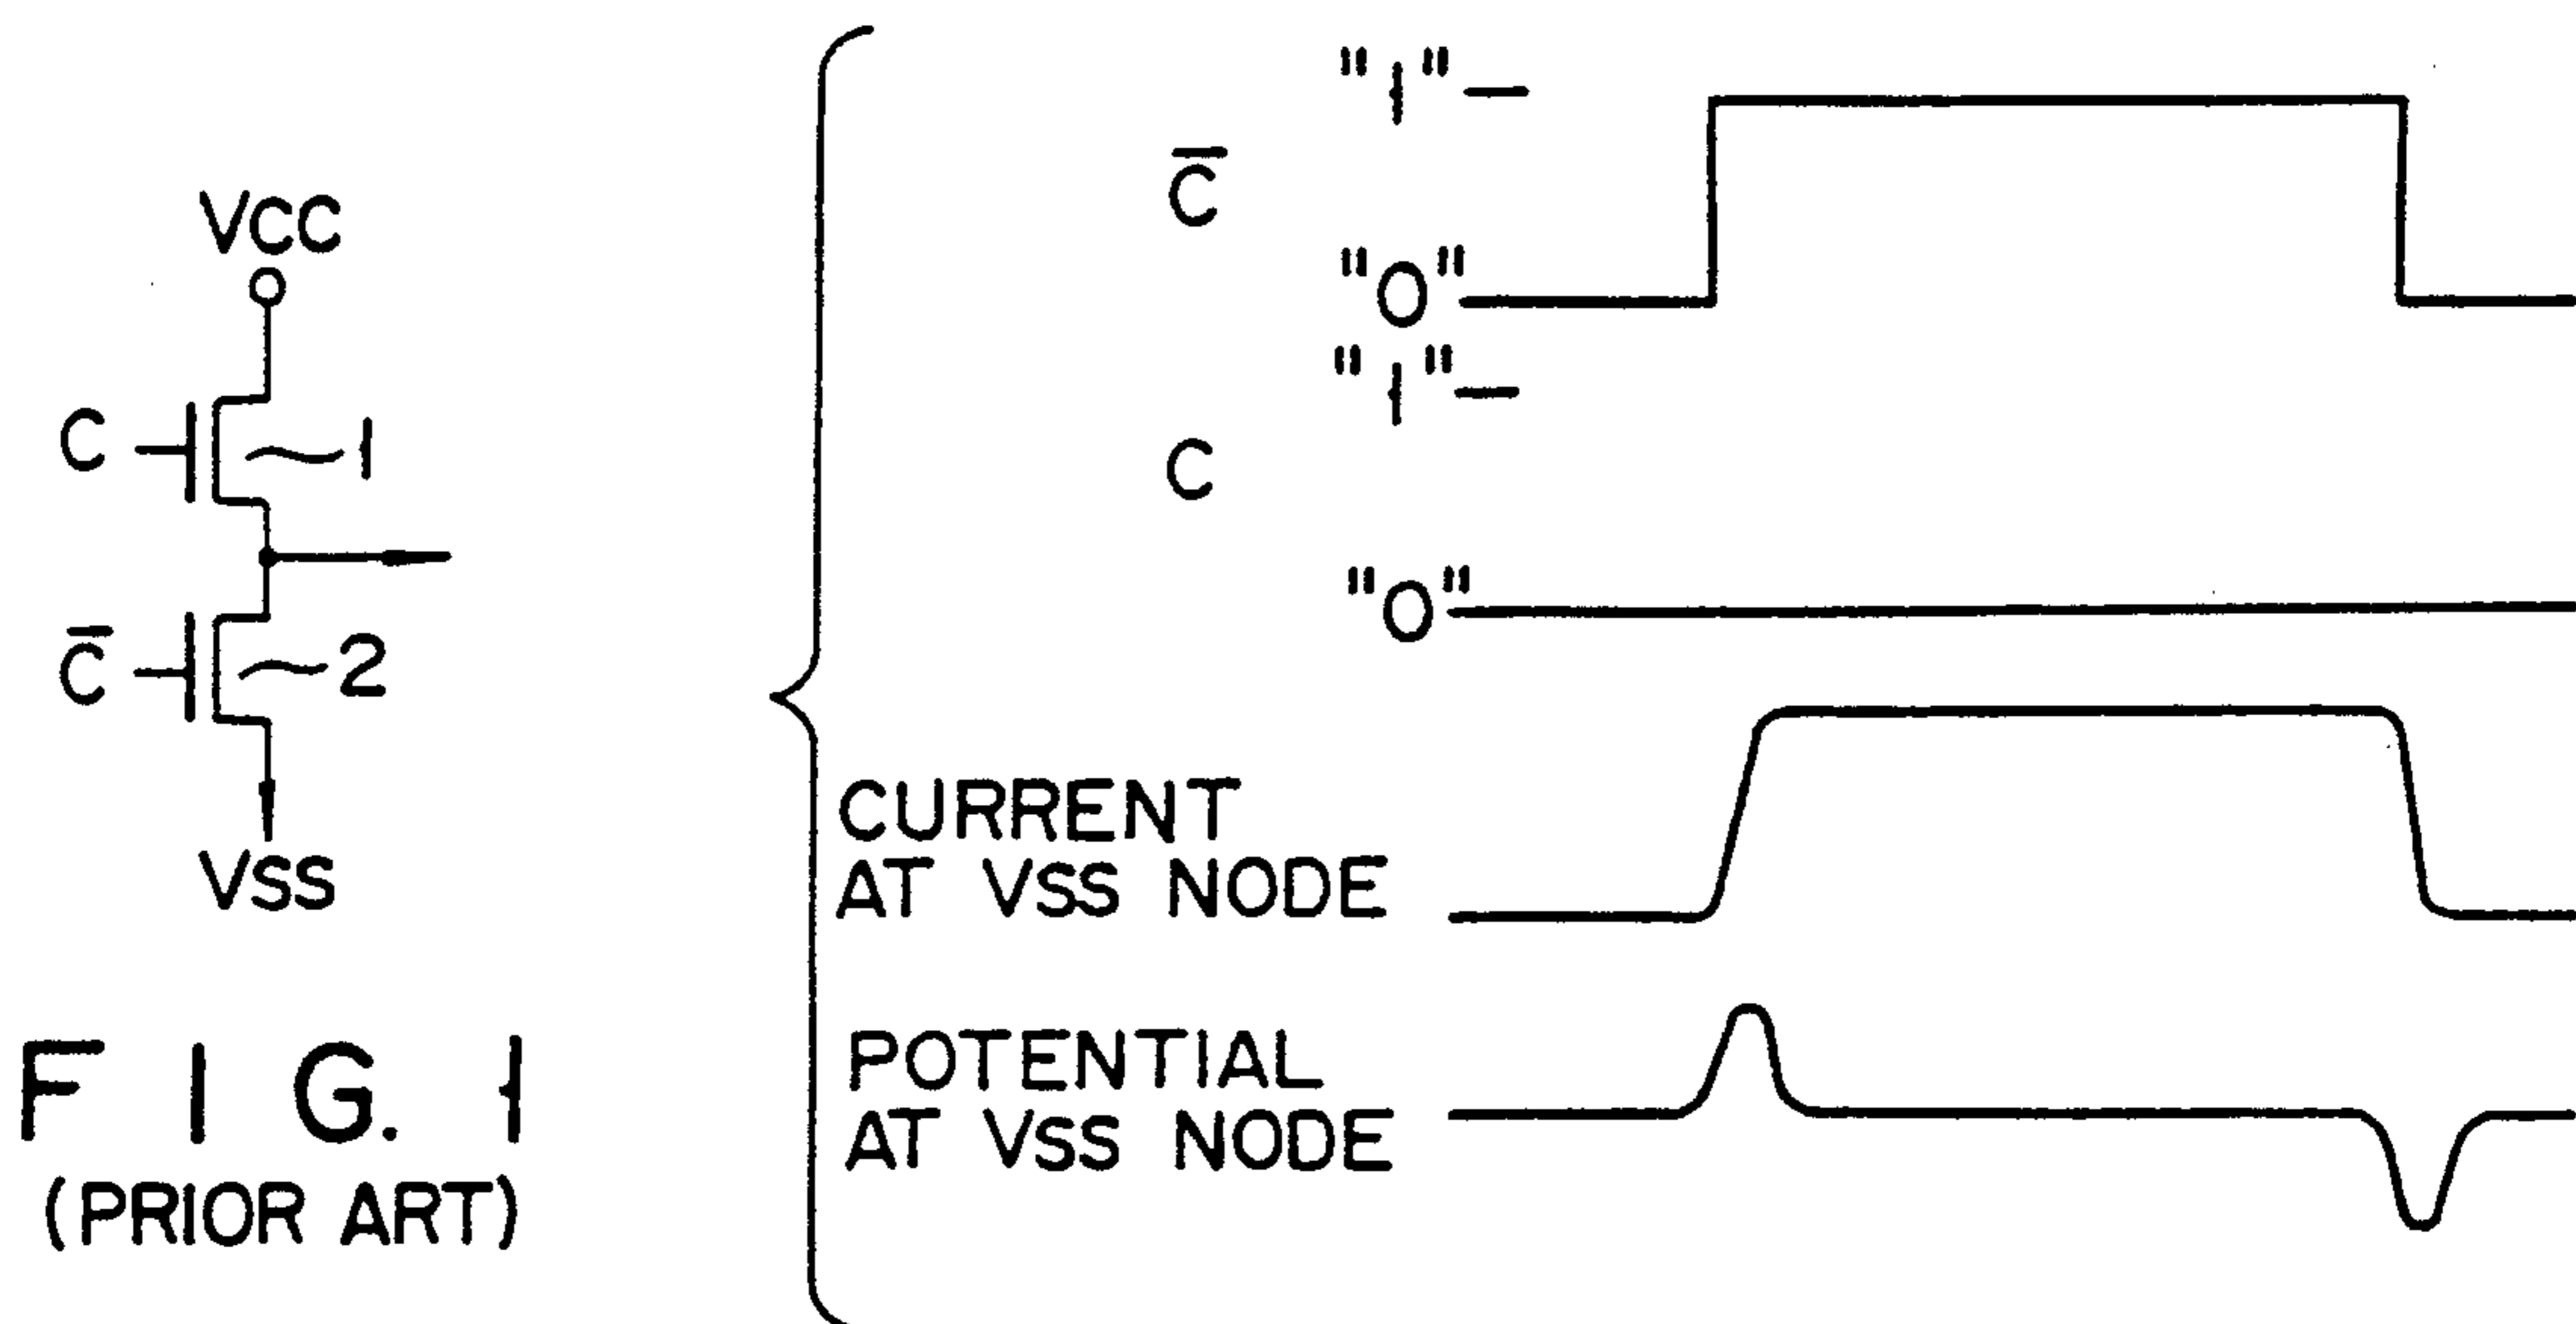 VCC
C
1
C̅
2
VSS
FIG. 1
(PRIOR ART)
"1"
C̅
"0"
"1"
C
"0"
CURRENT
AT VSS NODE
POTENTIAL
AT VSS NODE